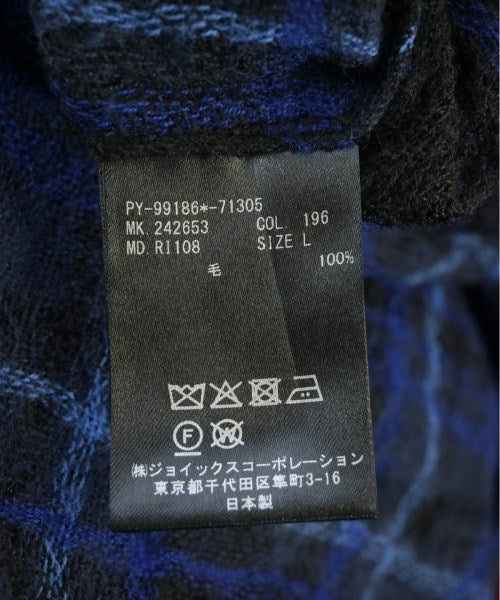 PY-99186*-71305
MK. 242653 COL. 196
MD. RI108 SIZE L
毛 100%
F W
(株)ジョイックスコーポレーション
東京都千代田区隼町3-16
日本製